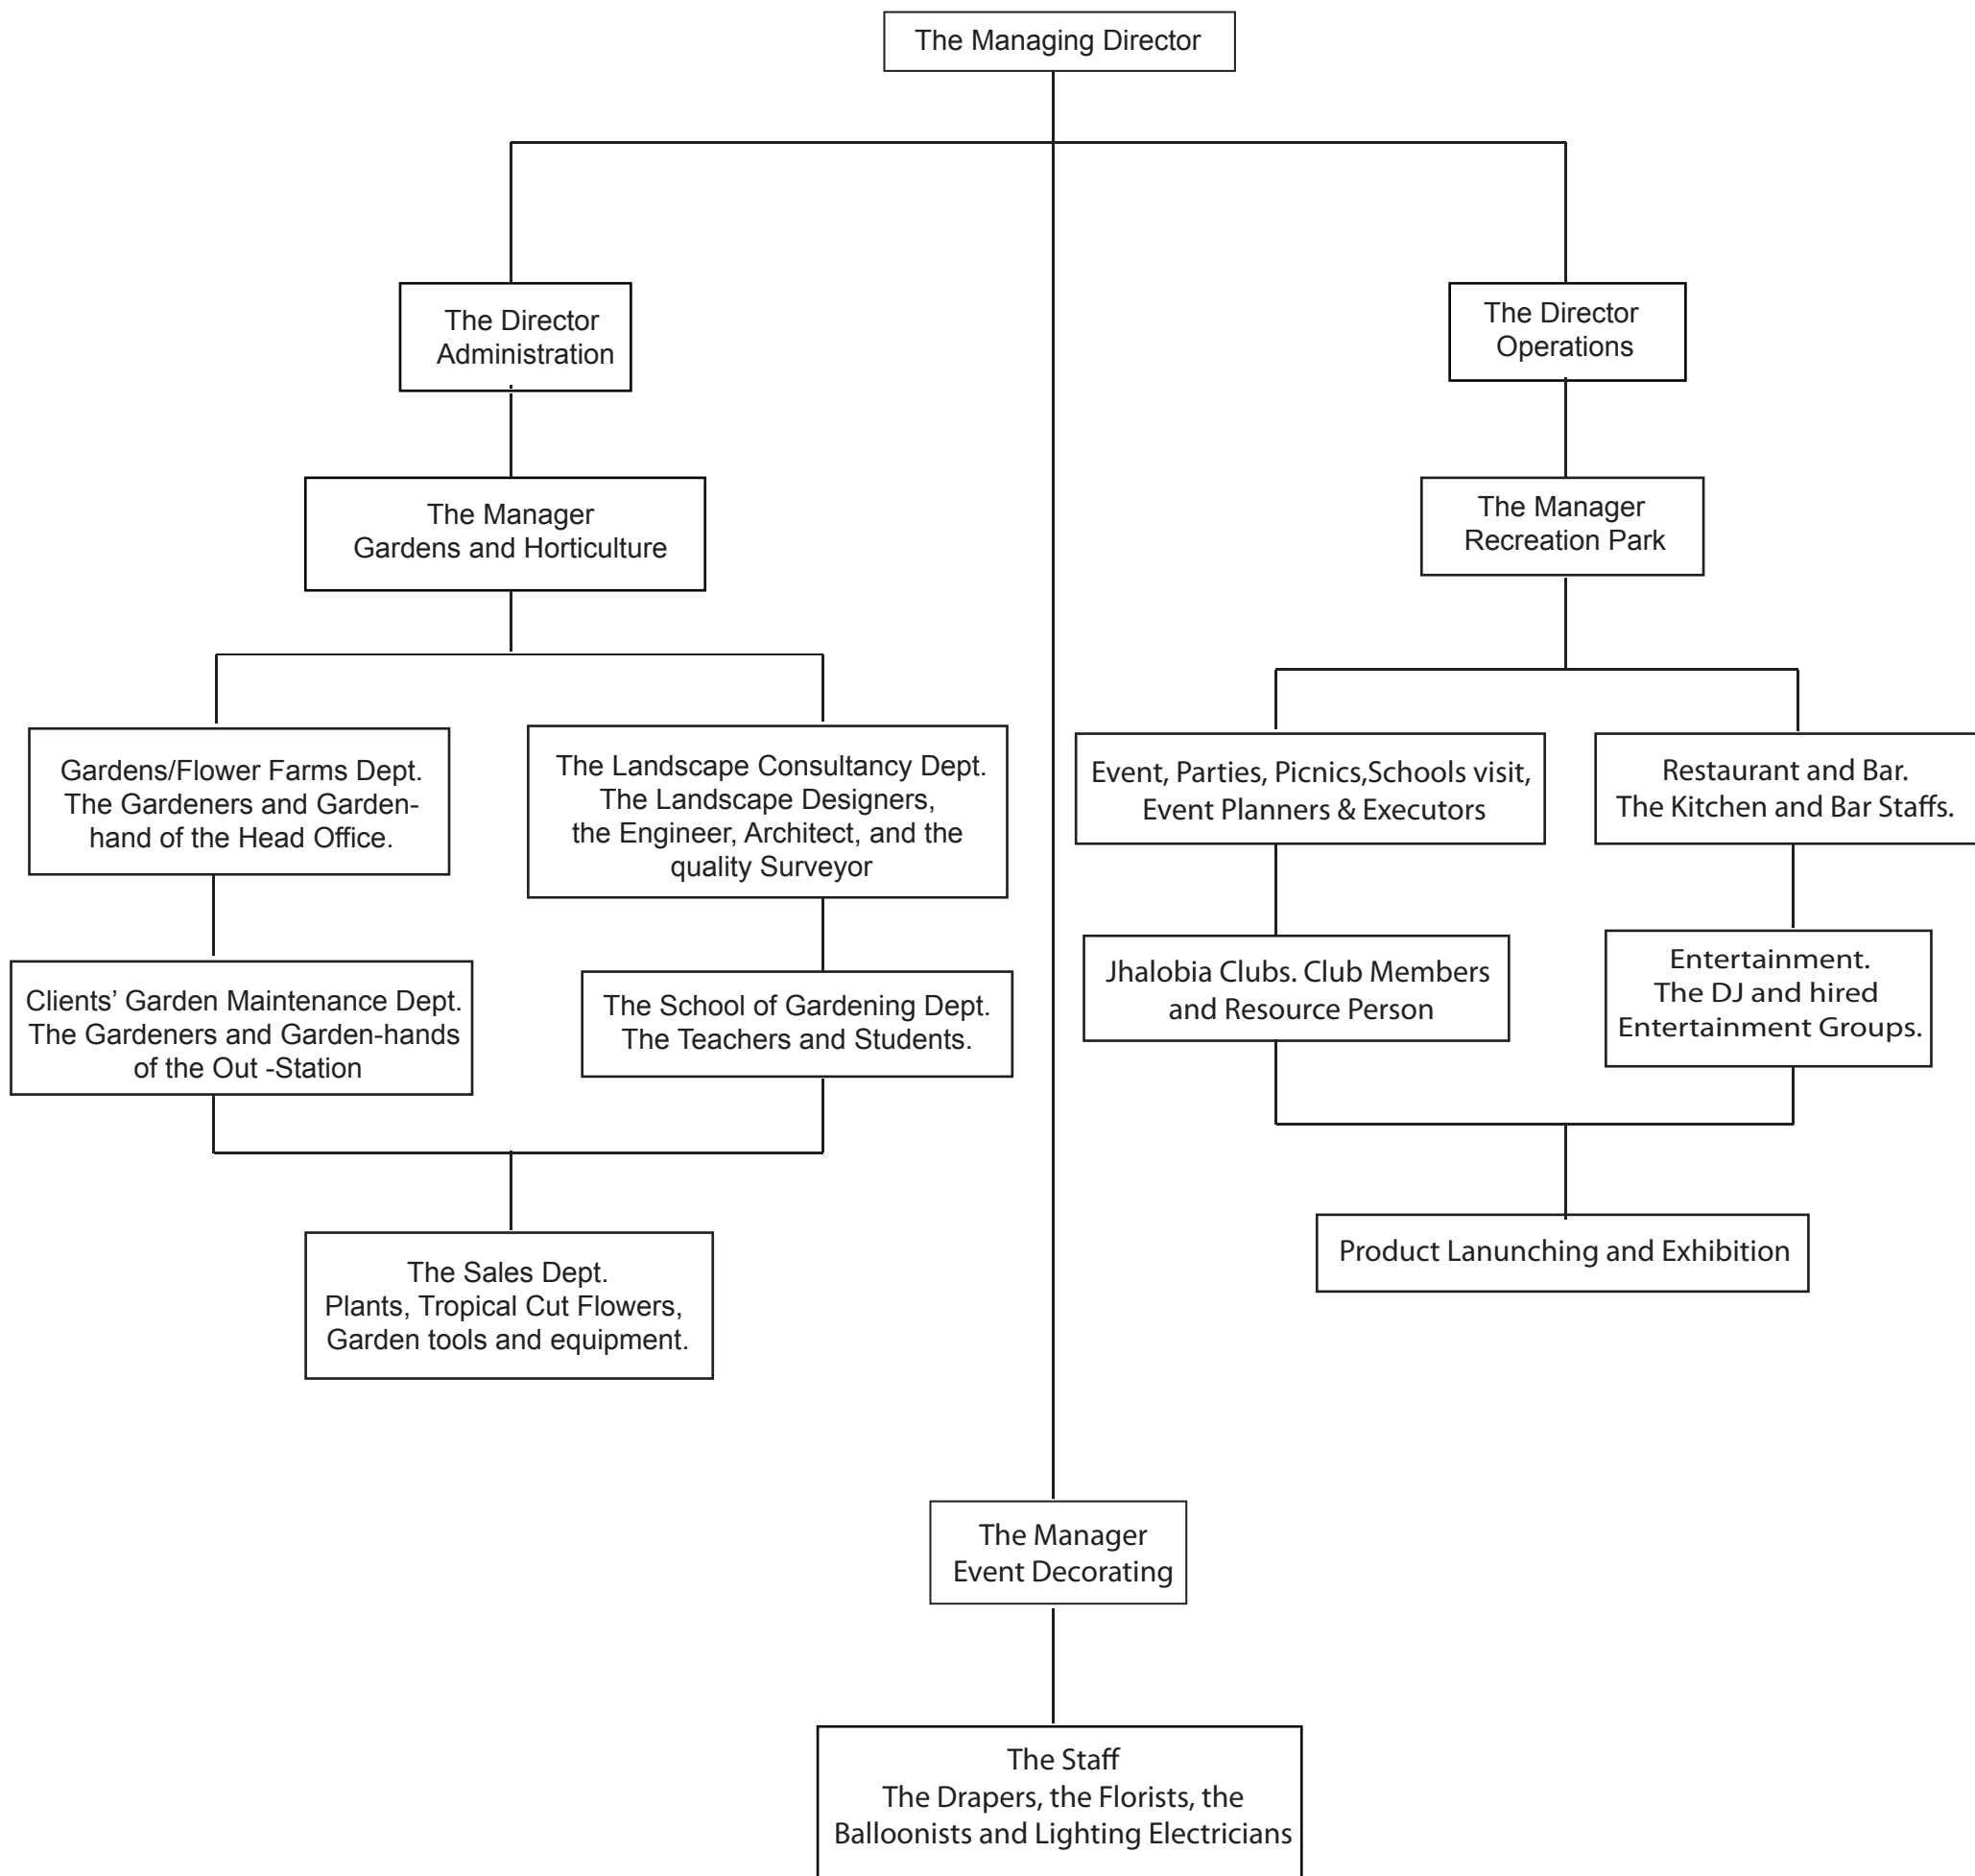 The Managing Director
The Director
Administration
The Director
Operations
The Manager
Gardens and Horticulture
The Manager
Recreation Park
Gardens/Flower Farms Dept.
The Gardeners and Garden-
hand of the Head Office.
The Landscape Consultancy Dept.
The Landscape Designers,
the Engineer, Architect, and the
quality Surveyor
Event, Parties, Picnics,Schools visit,
Event Planners & Executors
Restaurant and Bar.
The Kitchen and Bar Staffs.
Clients’ Garden Maintenance Dept.
The Gardeners and Garden-hands
of the Out -Station
The School of Gardening Dept.
The Teachers and Students.
Jhalobia Clubs. Club Members
and Resource Person
Entertainment.
The DJ and hired
Entertainment Groups.
The Sales Dept.
Plants, Tropical Cut Flowers,
Garden tools and equipment.
Product Lanunching and Exhibition
The Manager
Event Decorating
The Staff
The Drapers, the Florists, the
Balloonists and Lighting Electricians